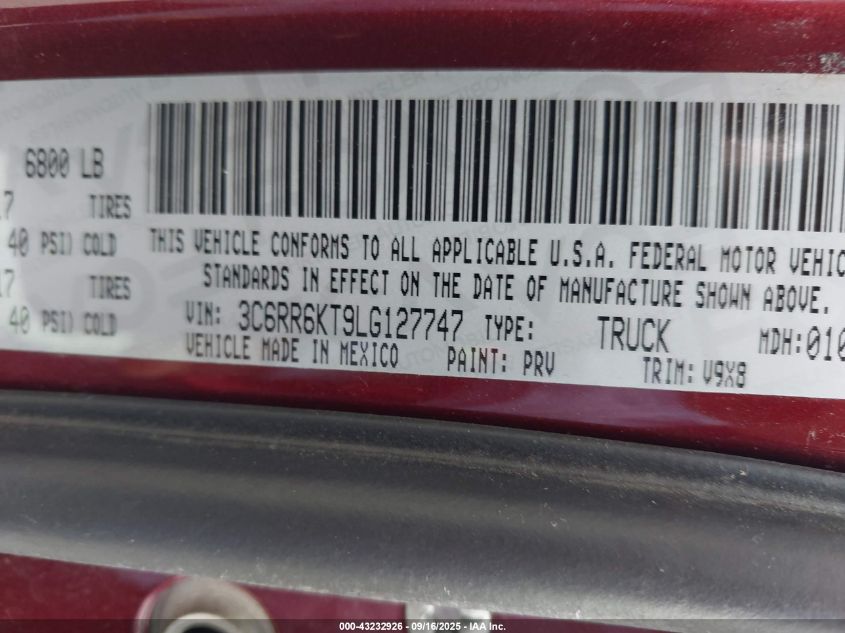 6800 LB
17 TIRES
40 PSI) COLD
17 TIRES
40 PSI) COLD
THIS VEHICLE CONFORMS TO ALL APPLICABLE U.S.A. FEDERAL MOTOR VEHIC
STANDARDS IN EFFECT ON THE DATE OF MANUFACTURE SHOWN ABOVE.
VIN: 3C6RR6KT9LG127747 TYPE: TRUCK MDH:010
VEHICLE MADE IN MEXICO PAINT: PRV TRIM: V9X8
000-43232926 - 09/16/2025 - IAA Inc.